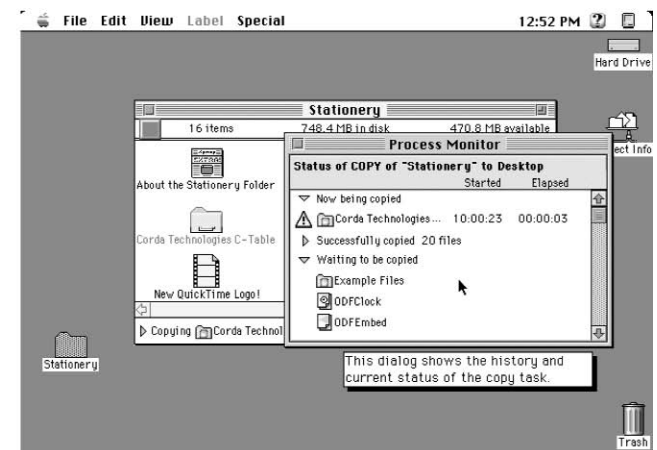 File Edit View Label Special 12:52 PM
Hard Drive
Stationery
16 items 748.4 MB in disk 470.8 MB available
About the Stationery Folder
Corda Technologies C-Table
New QuickTime Logo!
Copying Corda Technol
Process Monitor
Status of COPY of "Stationery" to Desktop
Started Elapsed
Now being copied
Corda Technologies... 10:00:23 00:00:03
Successfully copied 20 files
Waiting to be copied
Example Files
ODFClock
ODFEmbed
This dialog shows the history and
current status of the copy task.
ect Info
Stationery
Trash